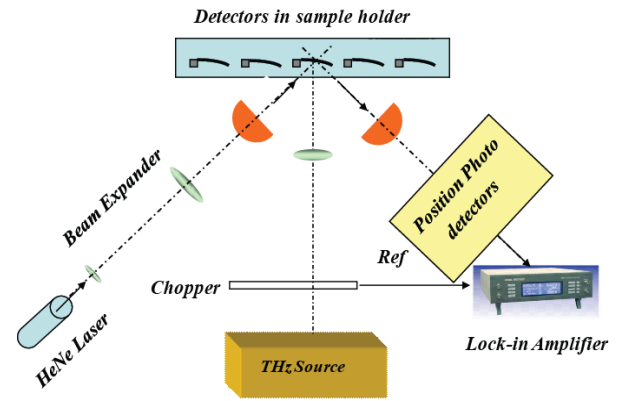 Detectors in sample holder
Beam Expander
Position Photo
detectors
Ref
Chopper
HeNe Laser
THz Source
Lock-in Amplifier